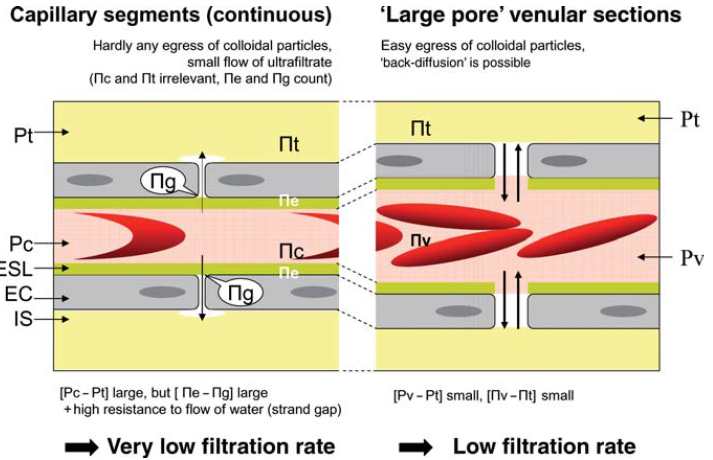 Capillary segments (continuous)
Hardly any egress of colloidal particles,
small flow of ultrafiltrate
(Πc and Πt irrelevant, Πe and Πg count)
'Large pore' venular sections
Easy egress of colloidal particles,
'back-diffusion' is possible
Pt
Πt
Πg
Πe
Pc
Πc
ESL
Πe
EC
Πg
IS
Πt
Pt
Πv
Pv
[Pc – Pt] large, but [ Πe – Πg] large
+ high resistance to flow of water (strand gap)
[Pv – Pt] small, [Πv – Πt] small
Very low filtration rate
Low filtration rate